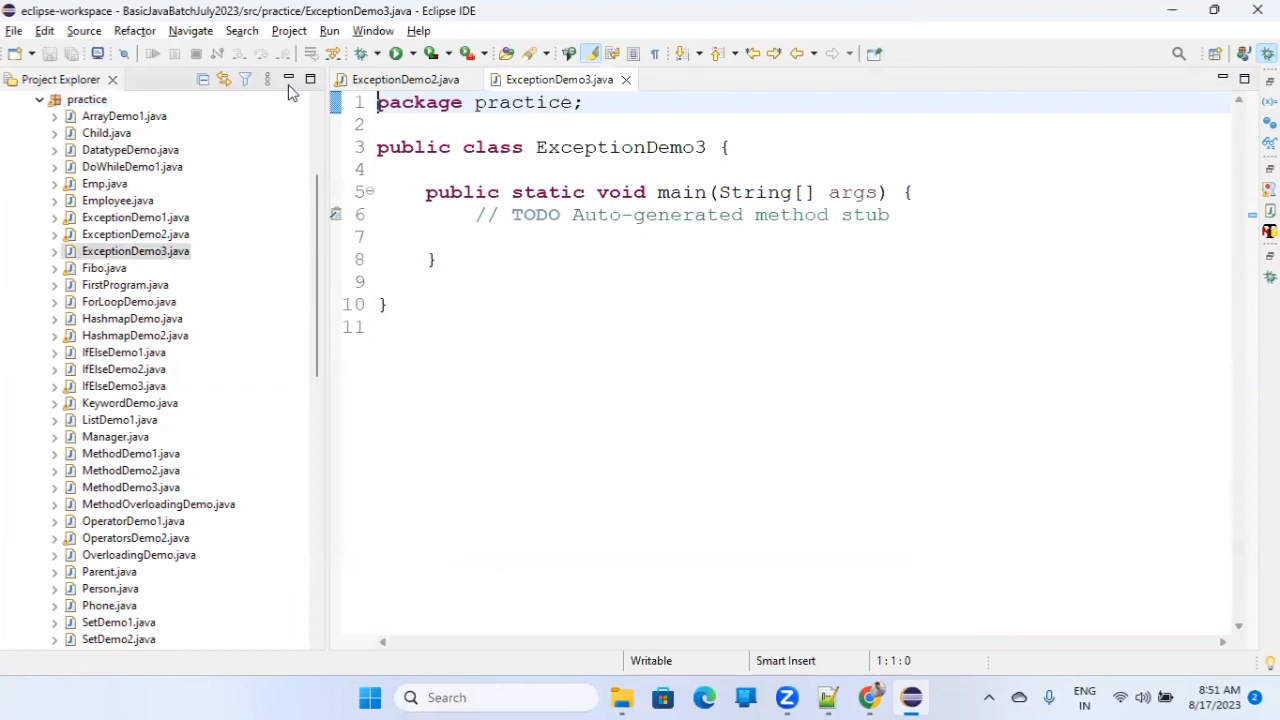 eclipse-workspace - BasicJavaBatchJuly2023/src/practice/ExceptionDemo3.java - Eclipse IDE
File Edit Source Refactor Navigate Search Project Run Window Help
Project Explorer
ExceptionDemo2.java
ExceptionDemo3.java
practice
ArrayDemo1.java
Child.java
DatatypeDemo.java
DoWhileDemo1.java
Emp.java
Employee.java
ExceptionDemo1.java
ExceptionDemo2.java
ExceptionDemo3.java
Fibo.java
FirstProgram.java
ForLoopDemo.java
HashmapDemo.java
HashmapDemo2.java
IfElseDemo1.java
IfElseDemo2.java
IfElseDemo3.java
KeywordDemo.java
ListDemo1.java
Manager.java
MethodDemo1.java
MethodDemo2.java
MethodDemo3.java
MethodOverloadingDemo.java
OperatorDemo1.java
OperatorsDemo2.java
OverloadingDemo.java
Parent.java
Person.java
Phone.java
SetDemo1.java
SetDemo2.java
1 package practice;
2
3 public class ExceptionDemo3 {
4
5 public static void main(String[] args) {
6 // TODO Auto-generated method stub
7
8 }
9
10 }
11
Writable Smart Insert 1 : 1 : 0
Search
ENG
IN
8:51 AM
8/17/2023
2